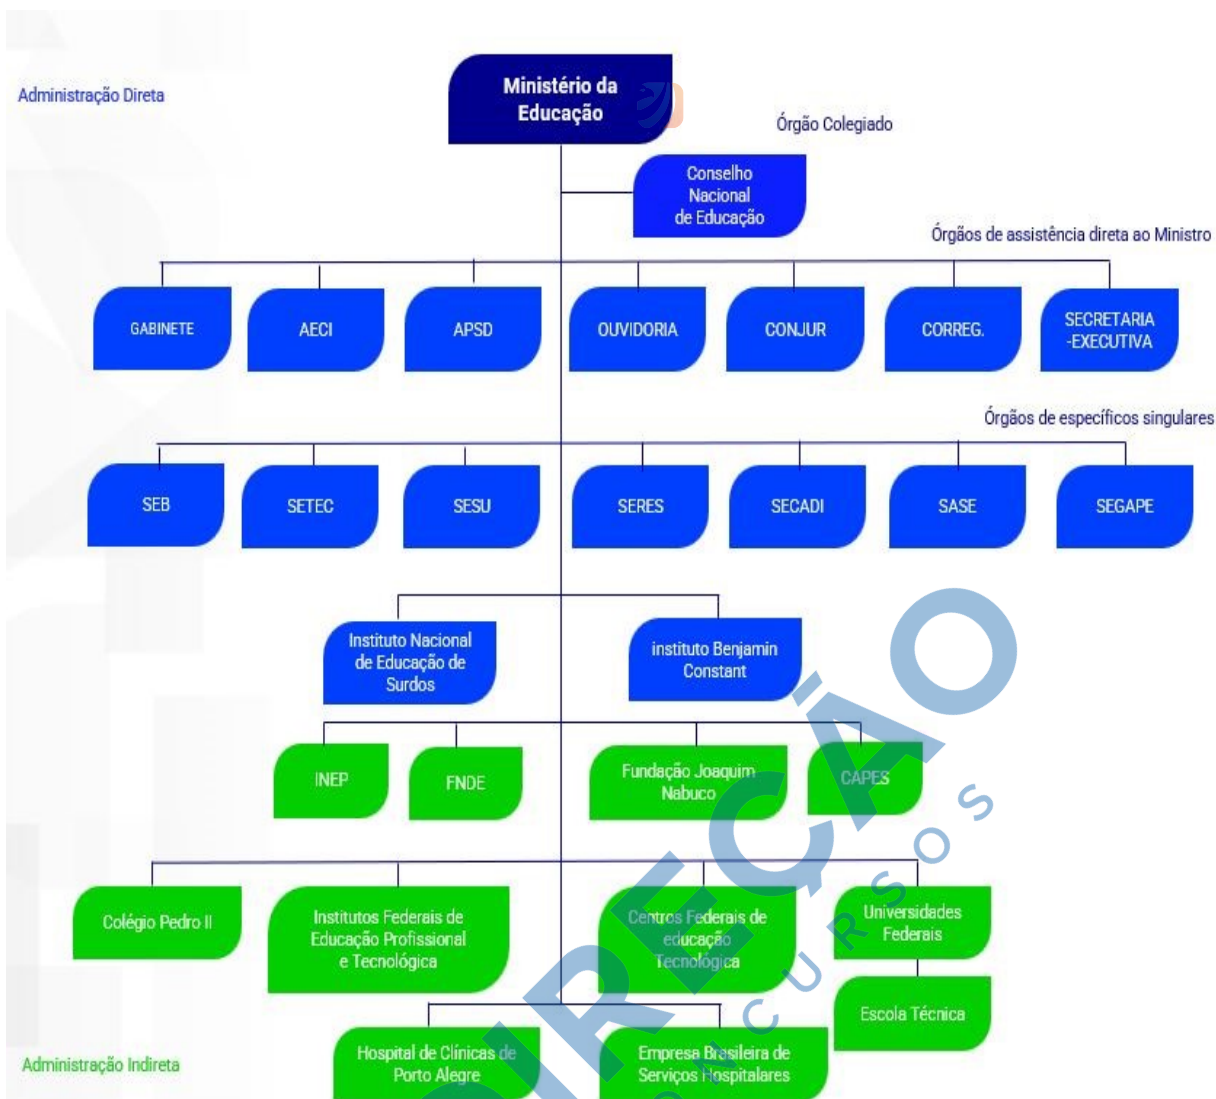 Administração Direta
Ministério da
Educação
Órgão Colegiado
Conselho
Nacional
de Educação
Órgãos de assistência direta ao Ministro
GABINETE
AECI
APSD
OUVIDORIA
CONJUR
CORREG.
SECRETARIA
-EXECUTIVA
Órgãos de específicos singulares
SEB
SETEC
SESU
SERES
SECADI
SASE
SEGAPE
Instituto Nacional
de Educação de
Surdos
instituto Benjamin
Constant
INEP
FNDE
Fundação Joaquim
Nabuco
CAPES
Colégio Pedro II
Institutos Federais de
Educação Profissional
e Tecnológica
Centros Federais de
educação
Tecnológica
Universidades
Federais
Escola Técnica
Hospital de Clínicas de
Porto Alegre
Empresa Brasileira de
Serviços Hospitalares
Administração Indireta